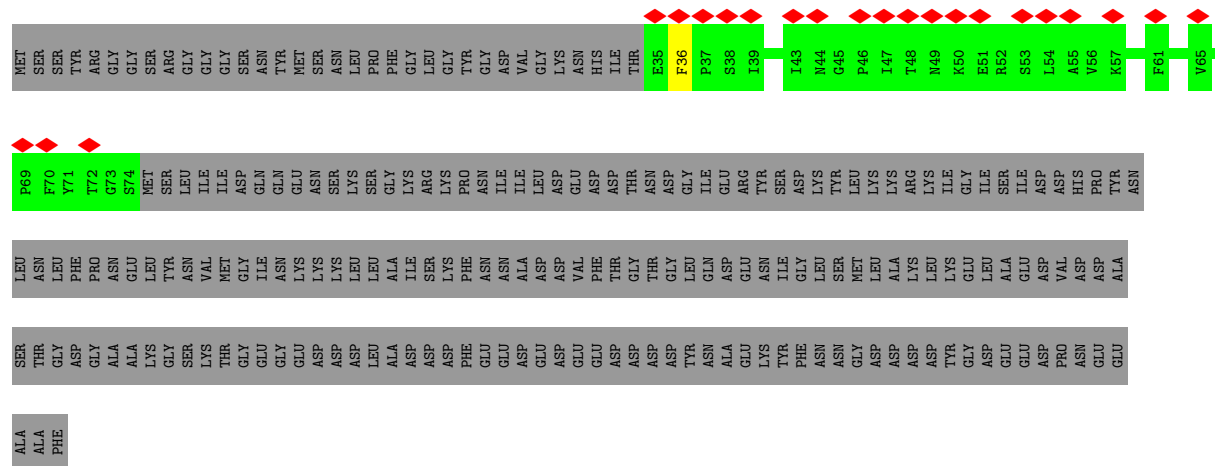 MET SER SER TYR ARG GLY GLY SER ARG GLY GLY GLY SER ASN TYR MET SER ASN LEU PRO PHE GLY LEU GLY TYR GLY ASP VAL GLY LYS ASN HIS ILE THR E35 F36 P37 S38 I39 I43 N44 G45 P46 I47 T48 N49 K50 E51 R52 S53 L54 A55 V56 K57 F61 V65
P69 F70 Y71 T72 G73 S74 MET SER LEU ILE ILE ASP GLN GLN GLU ASN SER LYS SER GLY LYS ARG LYS PRO ASN ILE ILE LEU ASP GLU ASP ASP THR ASN ASP GLY ILE GLU ARG TYR SER ASP LYS TYR LEU LYS LYS ARG LYS ILE GLY ILE SER ILE ASP ASP HIS PRO TYR ASN
LEU ASN LEU PHE PRO ASN GLU LEU TYR ASN VAL MET GLY ILE ASN LYS LYS LYS LEU LEU ALA ILE SER LYS PHE ASN ASN ALA ASP ASP VAL PHE THR GLY THR GLY LEU GLN ASP GLU ASN ILE GLY LEU SER MET LEU ALA LYS LEU LYS GLU LEU ALA GLU ASP VAL ASP ASP ALA
SER THR GLY ASP GLY ALA ALA LYS GLY SER LYS THR GLY GLU GLY GLU ASP ASP ASP LEU ALA ASP ASP ASP PHE GLU GLU ASP GLU ASP GLU GLU ASP ASP ASP ASP TYR ASN ALA GLU LYS TYR PHE ASN ASN GLY ASP ASP ASP ASP TYR GLY ASP GLU GLU ASP PRO ASN GLU GLU
ALA ALA PHE